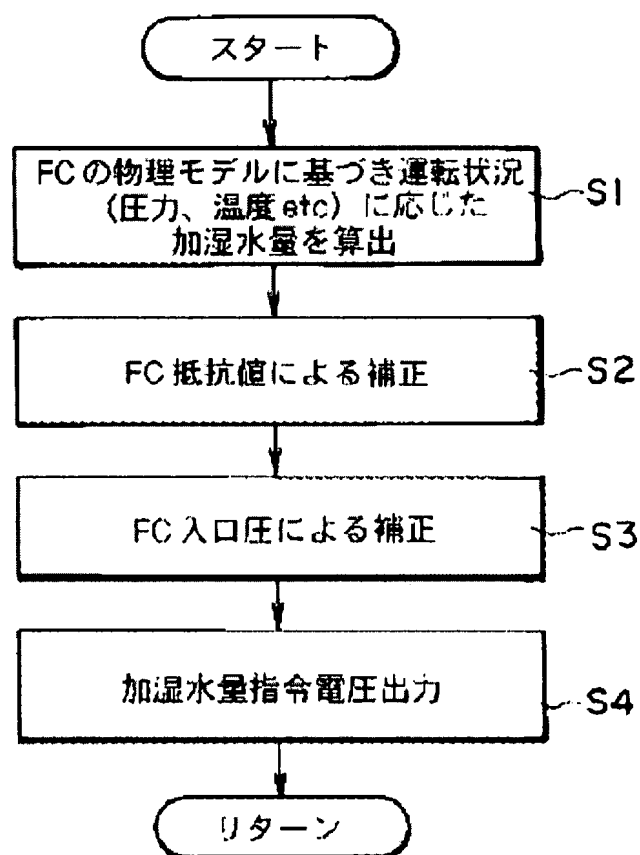 スタート
FCの物理モデルに基づき運転状況
(圧力、温度etc)に応じた
加湿水量を算出
S1
FC抵抗値による補正
S2
FC入口圧による補正
S3
加湿水量指令電圧出力
S4
リターン